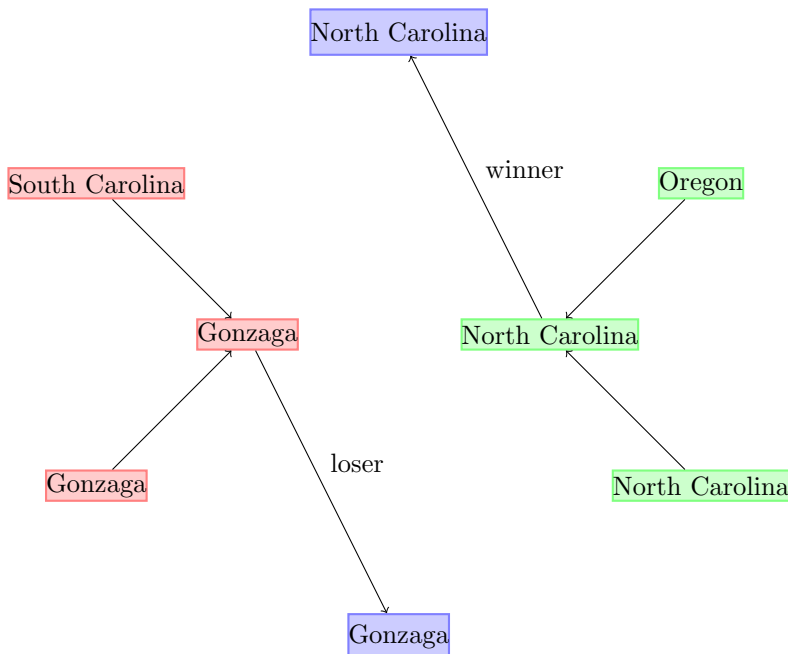 North Carolina
winner
South Carolina
Oregon
Gonzaga
North Carolina
loser
Gonzaga
North Carolina
Gonzaga